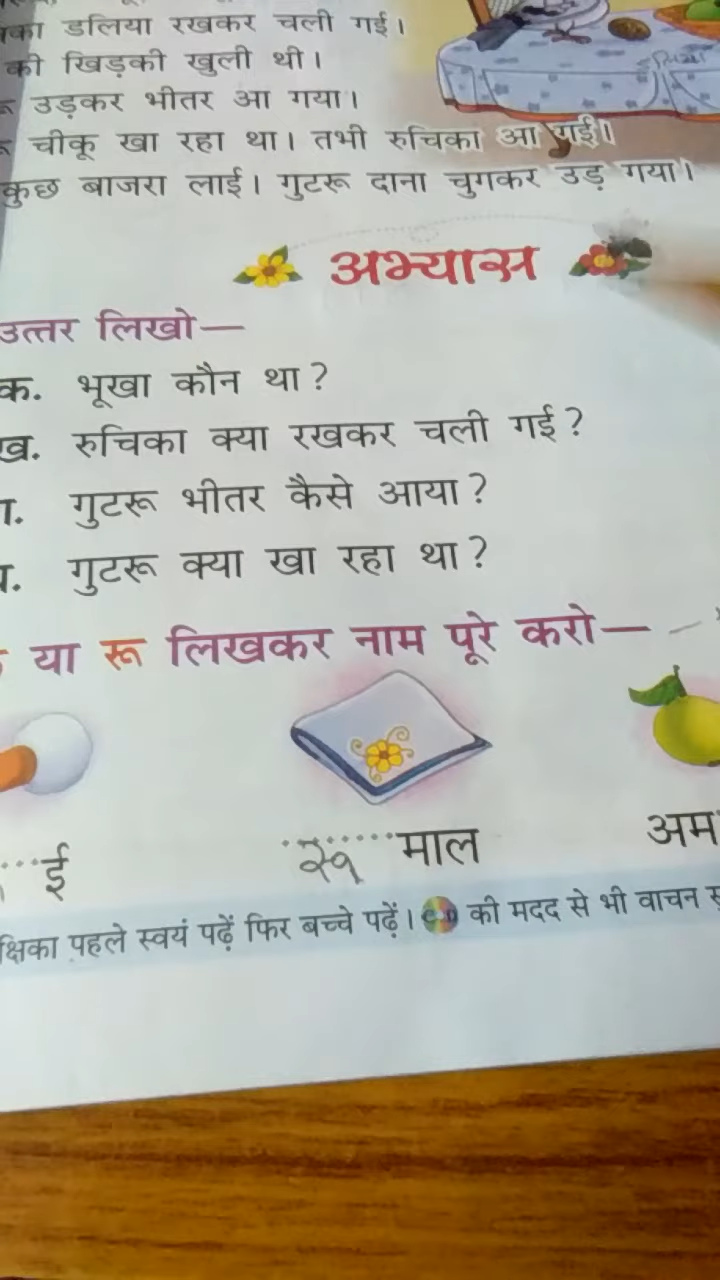 डलिया रखकर चली गई।
की खिड़की खुली थी।
उड़कर भीतर आ गया।
चीकू खा रहा था। तभी रुचिका आ गई।
कुछ बाजरा लाई। गुटरू दाना चुगकर उड़ गया।
अभ्यास
उत्तर लिखो—
क. भूखा कौन था?
ख. रुचिका क्या रखकर चली गई?
गुटरू भीतर कैसे आया?
गुटरू क्या खा रहा था?
या रू लिखकर नाम पूरे करो—
ई रू माल अम
पहले स्वयं पढ़ें फिर बच्चे पढ़ें। CD की मदद से भी वाचन